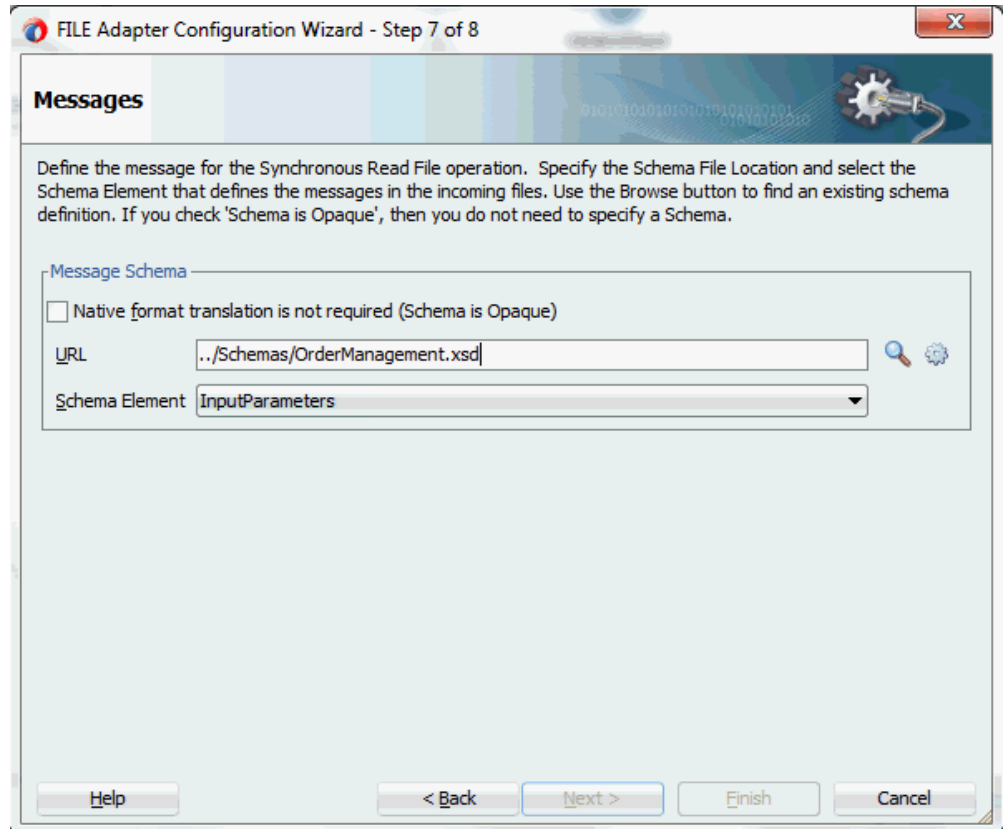 FILE Adapter Configuration Wizard - Step 7 of 8
Messages
Define the message for the Synchronous Read File operation. Specify the Schema File Location and select the
Schema Element that defines the messages in the incoming files. Use the Browse button to find an existing schema
definition. If you check 'Schema is Opaque', then you do not need to specify a Schema.
Message Schema
Native format translation is not required (Schema is Opaque)
URL ../Schemas/OrderManagement.xsd
Schema Element InputParameters
Help < Back Next > Finish Cancel